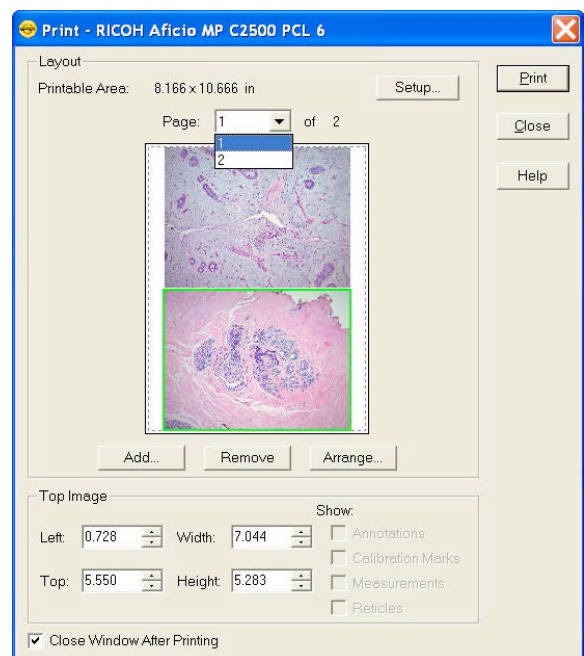 Print - RICOH Aficio MP C2500 PCL 6
Layout
Printable Area: 8.166 x 10.666 in
Setup...
Print
Page: 1 of 2
Close
1
2
Help
Add...
Remove
Arrange...
Top Image
Show:
Left: 0.728 Width: 7.044
Annotations
Calibration Marks
Top: 5.550 Height: 5.283
Measurements
Reticles
Close Window After Printing